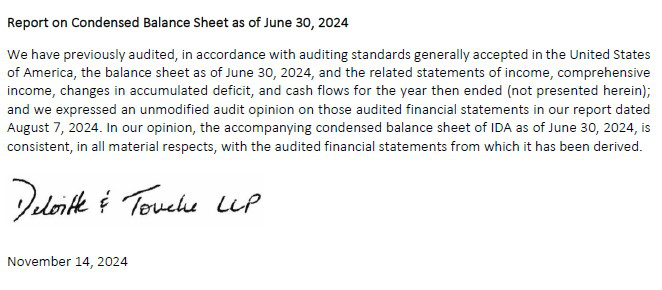 Report on Condensed Balance Sheet as of June 30, 2024
We have previously audited, in accordance with auditing standards generally accepted in the United States
of America, the balance sheet as of June 30, 2024, and the related statements of income, comprehensive
income, changes in accumulated deficit, and cash flows for the year then ended (not presented herein);
and we expressed an unmodified audit opinion on those audited financial statements in our report dated
August 7, 2024. In our opinion, the accompanying condensed balance sheet of IDA as of June 30, 2024, is
consistent, in all material respects, with the audited financial statements from which it has been derived.
Deloitte & Touche LLP
November 14, 2024